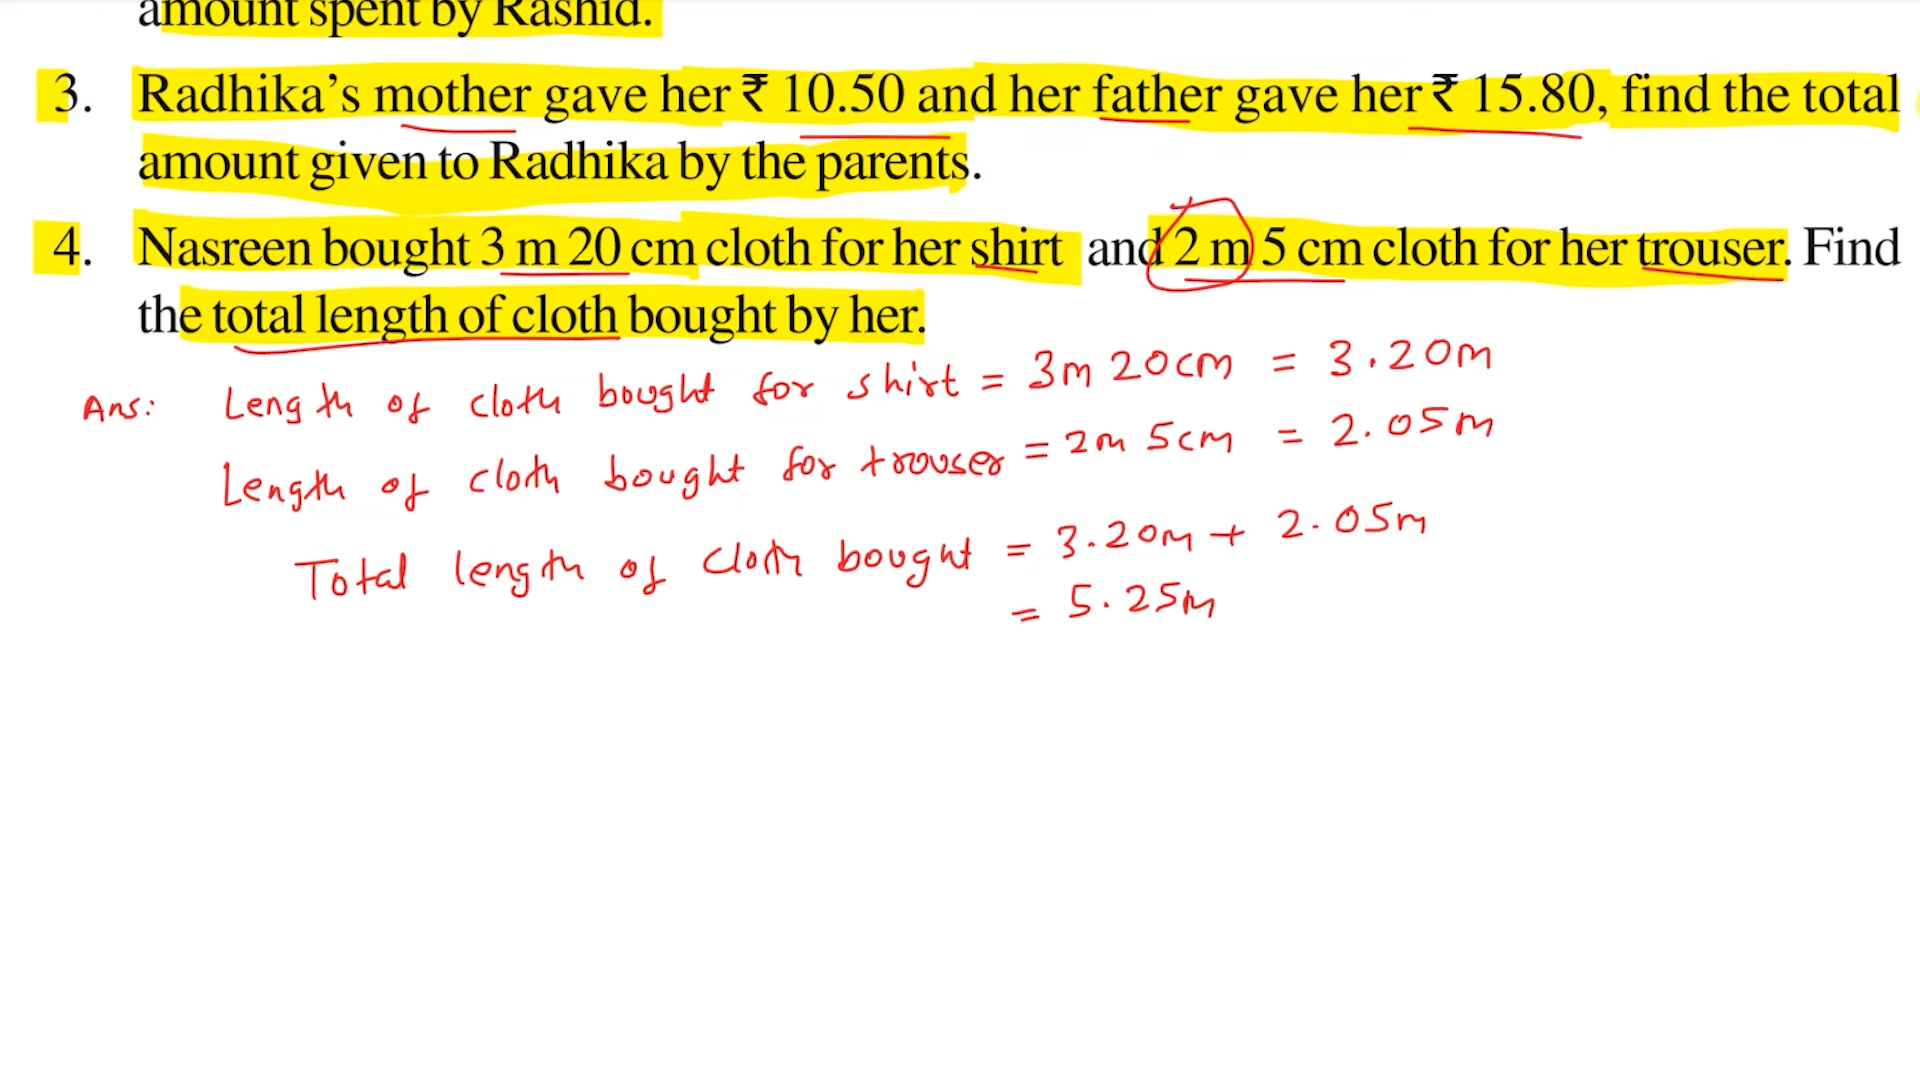 amount spent by Rashid.
3. Radhika's mother gave her ₹ 10.50 and her father gave her ₹ 15.80, find the total
amount given to Radhika by the parents.
4. Nasreen bought 3 m 20 cm cloth for her shirt and 2 m 5 cm cloth for her trouser. Find
the total length of cloth bought by her.
Ans: Length of cloth bought for shirt = 3m 20cm = 3.20m
Length of cloth bought for trouser = 2m 5cm = 2.05m
Total length of cloth bought = 3.20m + 2.05m
= 5.25m